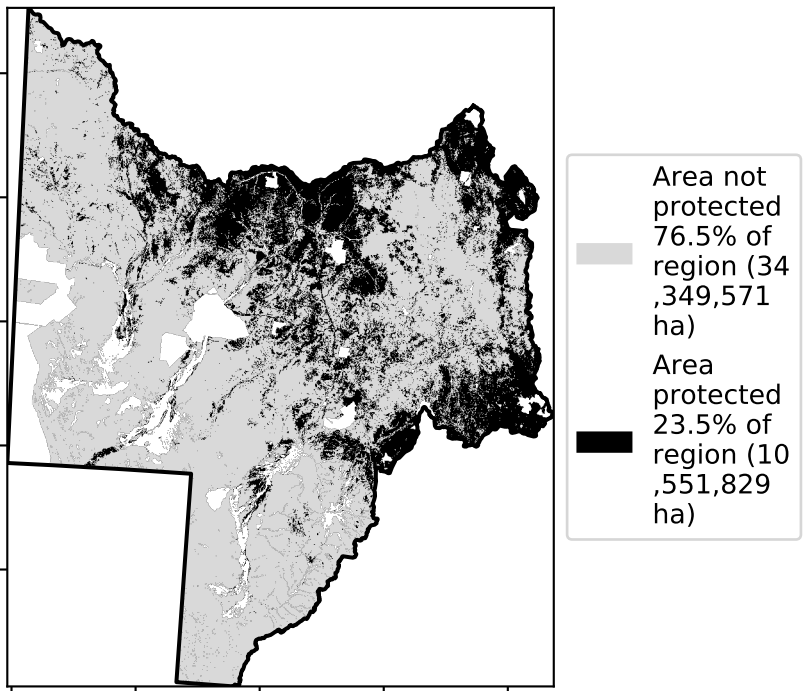 Area not
protected
76.5% of
region (34
,349,571
ha)
Area
protected
23.5% of
region (10
,551,829
ha)